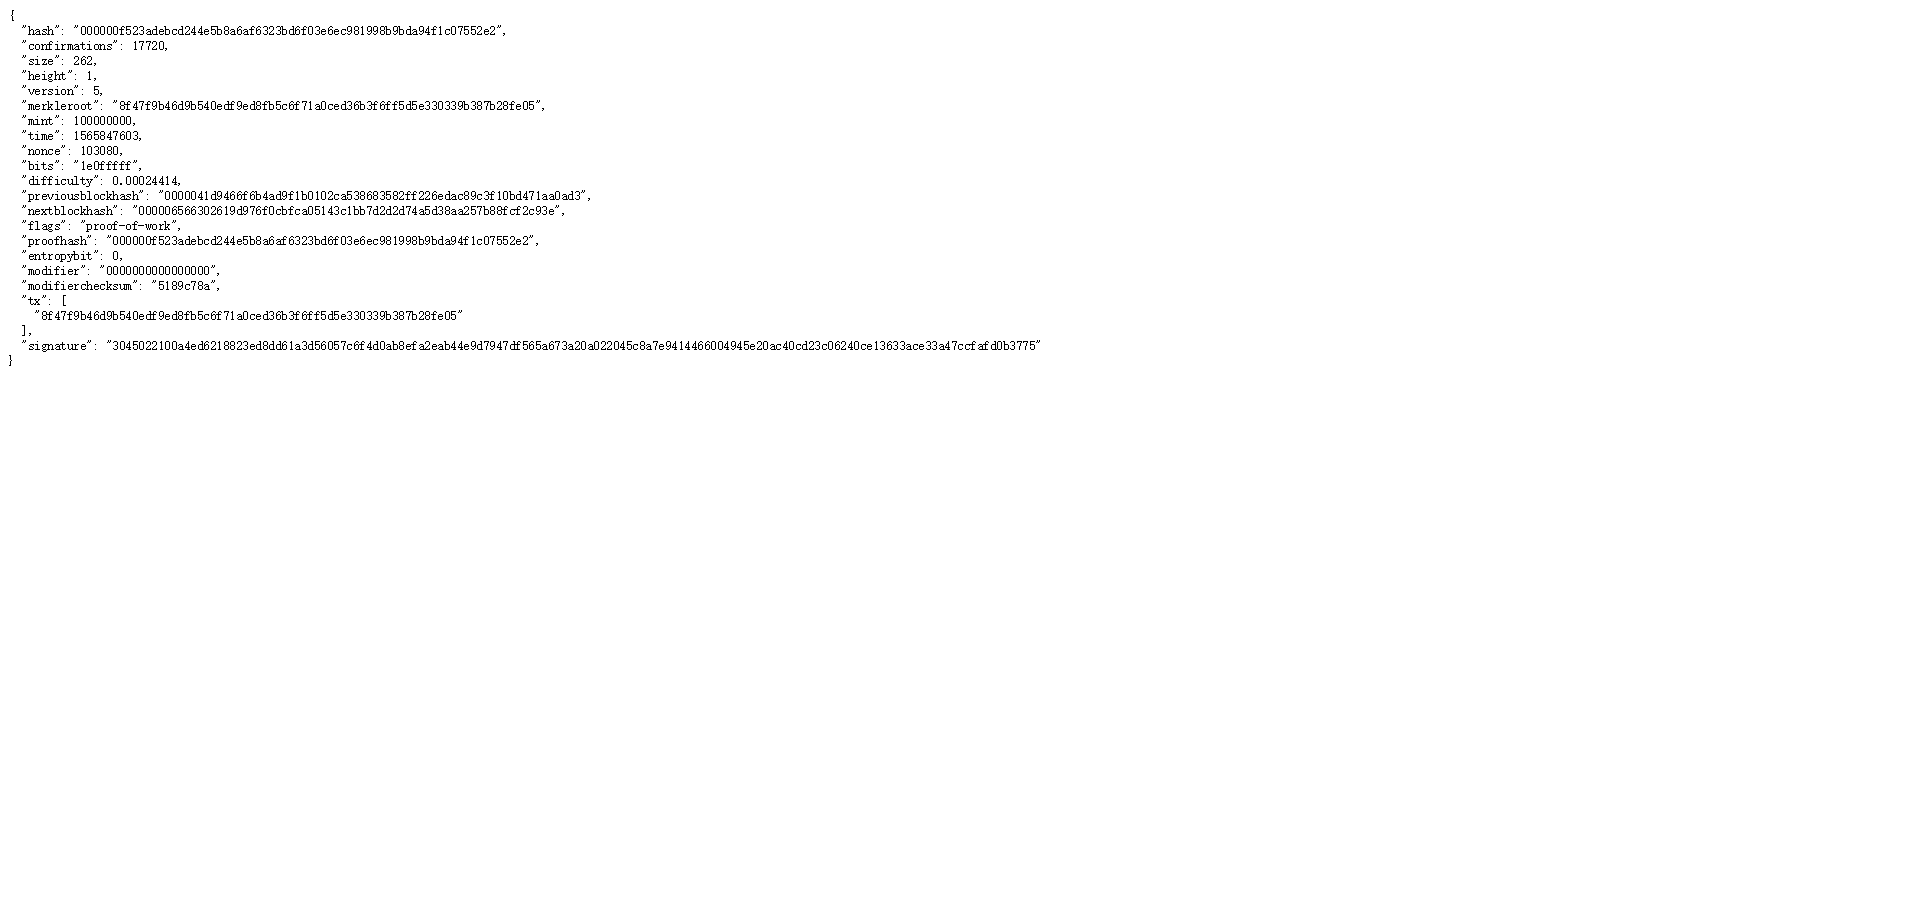 {
"hash": "000000f523adebcd244e5b8a6af6323bd6f03e6ec981998b9bda94f1c07552e2",
"confirmations": 17720,
"size": 262,
"height": 1,
"version": 5,
"merkleroot": "8f47f9b46d9b540edf9ed8fb5c6f71a0ced36b3f6ff5d5e330339b387b28fe05",
"mint": 100000000,
"time": 1565847603,
"nonce": 103080,
"bits": "1e0fffff",
"difficulty": 0.00024414,
"previousblockhash": "0000041d9466f6b4ad9f1b0102ca538683582ff226edac89c3f10bd471aa0ad3",
"nextblockhash": "000006566302619d976f0cbfca05143c1bb7d2d2d74a5d38aa257b88fcf2c93e",
"flags": "proof-of-work",
"proofhash": "000000f523adebcd244e5b8a6af6323bd6f03e6ec981998b9bda94f1c07552e2",
"entropybit": 0,
"modifier": "0000000000000000",
"modifierchecksum": "5189c78a",
"tx": [
"8f47f9b46d9b540edf9ed8fb5c6f71a0ced36b3f6ff5d5e330339b387b28fe05"
],
"signature": "3045022100a4ed6218823ed8dd61a3d56057c6f4d0ab8efa2eab44e9d7947df565a673a20a022045c8a7e9414466004945e20ac40cd23c06240ce13633ace33a47ccfafd0b3775"
}